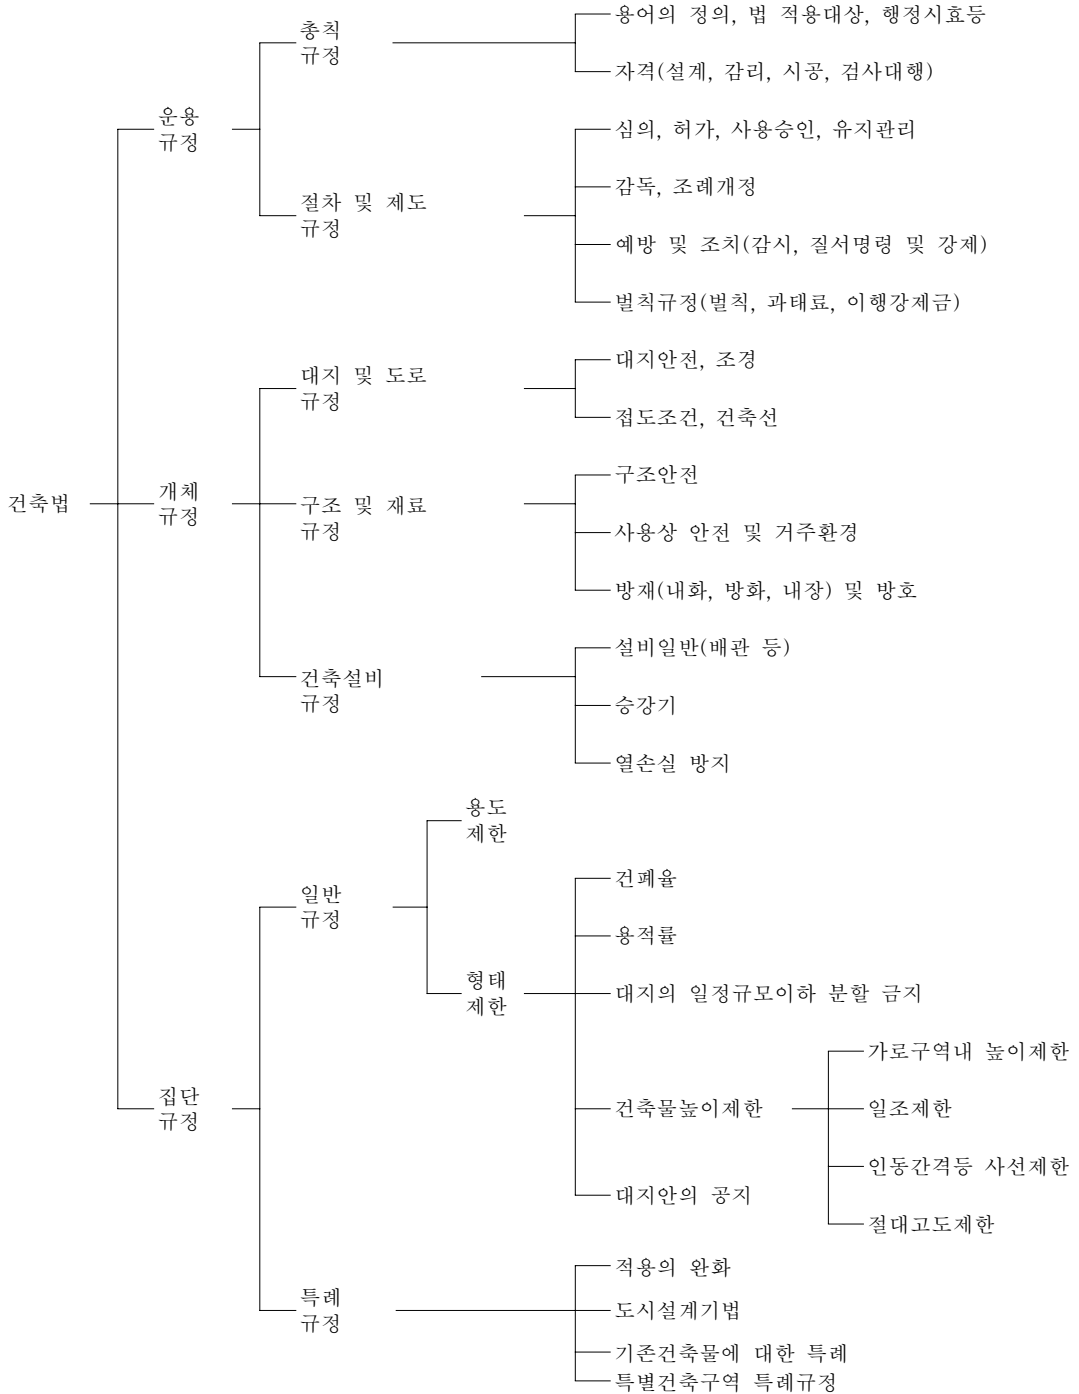 건축법
운용
규정
총칙
규정
용어의 정의, 법 적용대상, 행정시효등
자격(설계, 감리, 시공, 검사대행)
절차 및 제도
규정
심의, 허가, 사용승인, 유지관리
감독, 조례개정
예방 및 조치(감시, 질서명령 및 강제)
벌칙규정(벌칙, 과태료, 이행강제금)
개체
규정
대지 및 도로
규정
대지안전, 조경
접도조건, 건축선
구조 및 재료
규정
구조안전
사용상 안전 및 거주환경
방재(내화, 방화, 내장) 및 방호
건축설비
규정
설비일반(배관 등)
승강기
열손실 방지
집단
규정
일반
규정
용도
제한
형태
제한
건폐율
용적률
대지의 일정규모이하 분할 금지
건축물높이제한
가로구역내 높이제한
일조제한
인동간격등 사선제한
절대고도제한
대지안의 공지
특례
규정
적용의 완화
도시설계기법
기존건축물에 대한 특례
특별건축구역 특례규정